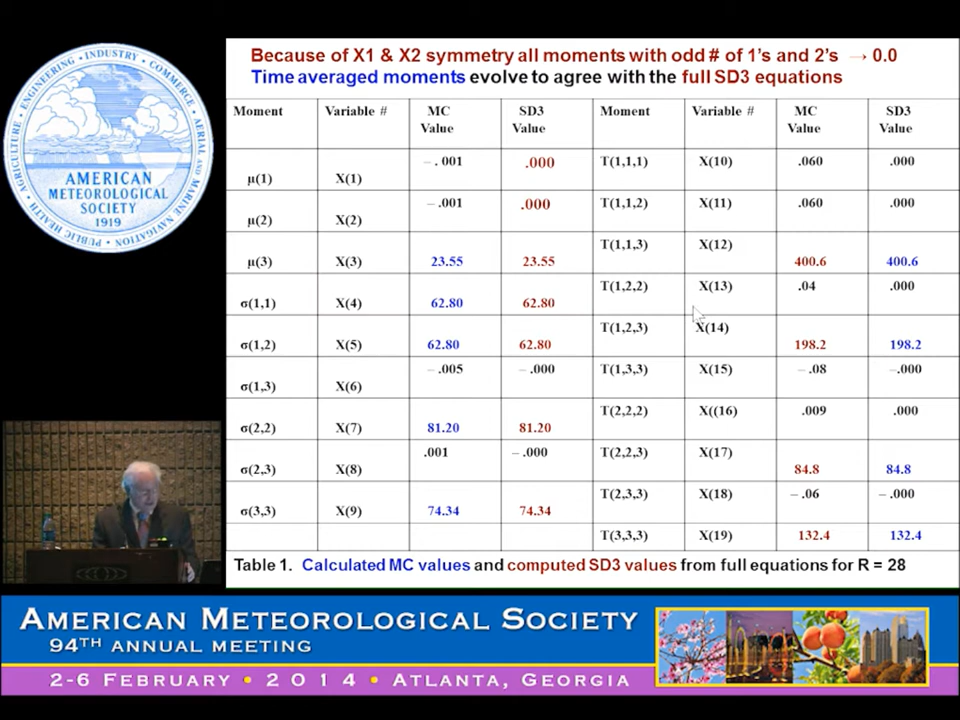 Because of X1 & X2 symmetry all moments with odd # of 1's and 2's → 0.0
Time averaged moments evolve to agree with the full SD3 equations
Moment Variable # MC Value SD3 Value Moment Variable # MC Value SD3 Value
μ(1) X(1) – . 001 .000 T(1,1,1) X(10) .060 .000
μ(2) X(2) – .001 .000 T(1,1,2) X(11) .060 .000
μ(3) X(3) 23.55 23.55 T(1,1,3) X(12) 400.6 400.6
σ(1,1) X(4) 62.80 62.80 T(1,2,2) X(13) .04 .000
σ(1,2) X(5) 62.80 62.80 T(1,2,3) X(14) 198.2 198.2
σ(1,3) X(6) – .005 – .000 T(1,3,3) X(15) – .08 –.000
σ(2,2) X(7) 81.20 81.20 T(2,2,2) X((16) .009 .000
σ(2,3) X(8) .001 – .000 T(2,2,3) X(17) 84.8 84.8
σ(3,3) X(9) 74.34 74.34 T(2,3,3) X(18) – .06 – .000
T(3,3,3) X(19) 132.4 132.4
Table 1. Calculated MC values and computed SD3 values from full equations for R = 28
INDUSTRY • COMMERCE • AERIAL AND MARINE NAVIGATION • PUBLIC HEALTH • AGRICULTURE • ENGINEERING
AMERICAN
METEOROLOGICAL
SOCIETY
1919
AMERICAN METEOROLOGICAL SOCIETY
94TH ANNUAL MEETING
2-6 FEBRUARY • 2014 • ATLANTA, GEORGIA